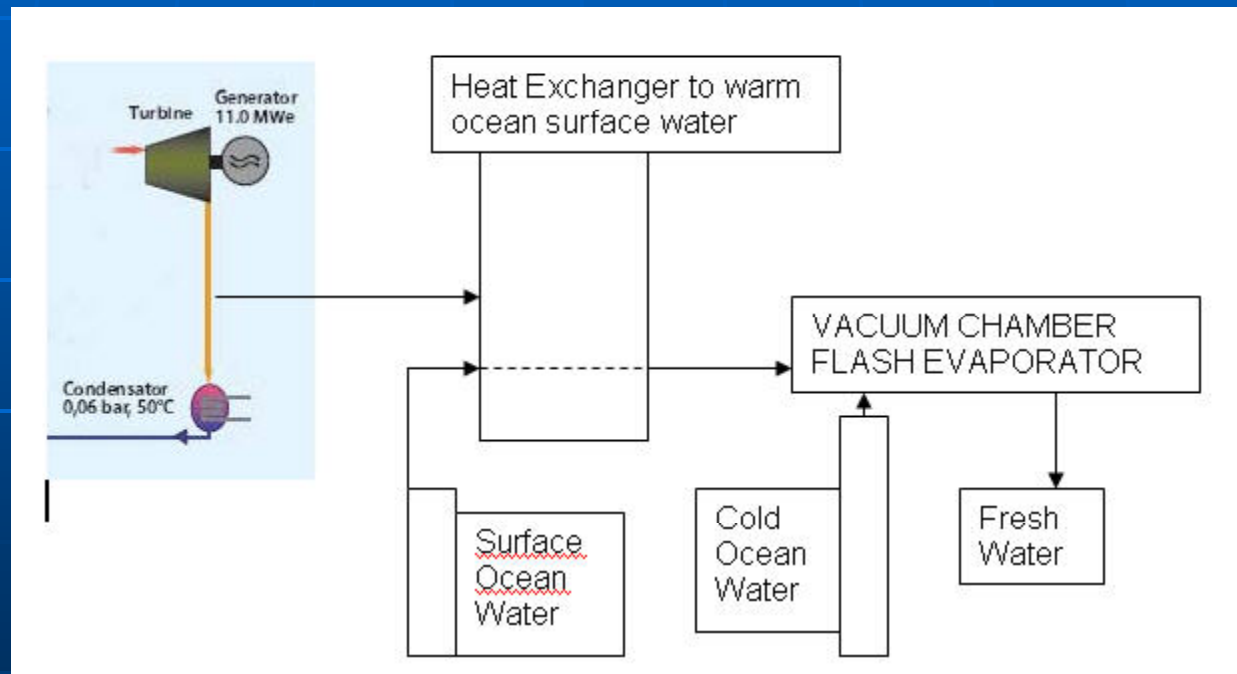 Turbine
Generator
11.0 MWe
Condensator
0,06 bar, 50°C
Heat Exchanger to warm
ocean surface water
VACUUM CHAMBER
FLASH EVAPORATOR
Surface
Ocean
Water
Cold
Ocean
Water
Fresh
Water